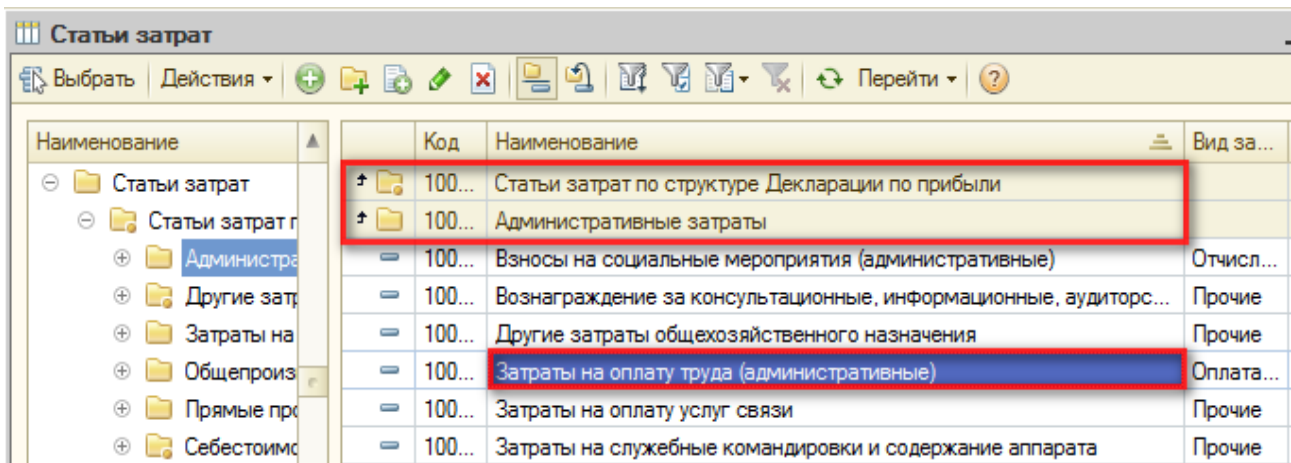 Статьи затрат
Выбрать Действия Перейти
Наименование
Статьи затрат
Статьи затрат г
Администра
Другие затр
Затраты на
Общепроиз
Прямые про
Себестоимо
Код Наименование Вид за...
100... Статьи затрат по структуре Декларации по прибыли
100... Административные затраты
100... Взносы на социальные мероприятия (административные) Отчисл...
100... Вознаграждение за консультационные, информационные, аудиторс... Прочие
100... Другие затраты общехозяйственного назначения Прочие
100... Затраты на оплату труда (административные) Оплата...
100... Затраты на оплату услуг связи Прочие
100... Затраты на служебные командировки и содержание аппарата Прочие